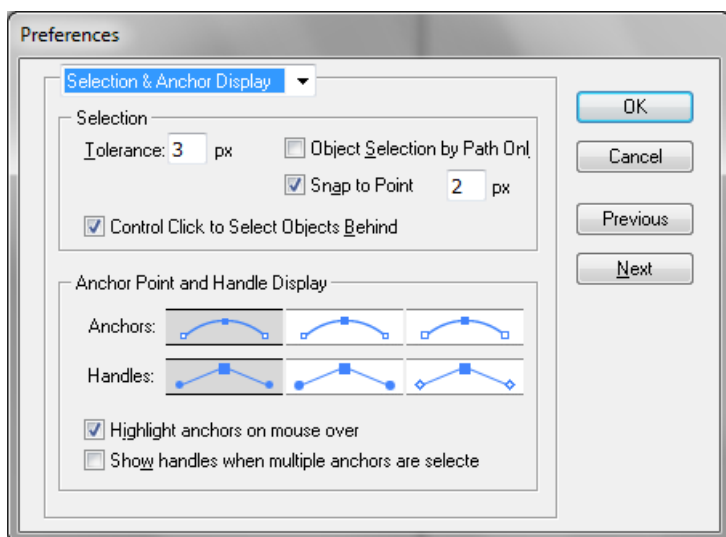 Preferences
Selection & Anchor Display
OK
Selection
Tolerance: 3 px
Object Selection by Path Onl
Cancel
Snap to Point 2 px
Control Click to Select Objects Behind
Previous
Next
Anchor Point and Handle Display
Anchors:
Handles:
Highlight anchors on mouse over
Show handles when multiple anchors are selecte